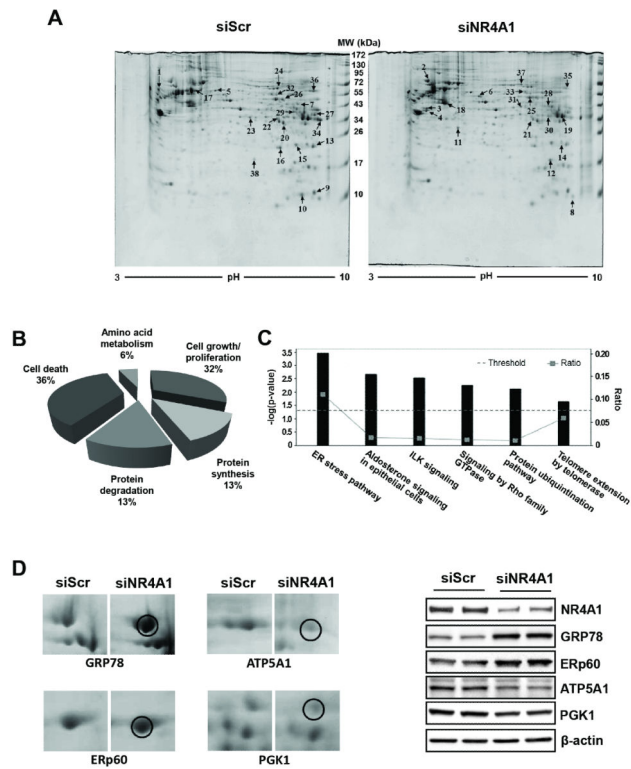 A
siScr
siNR4A1
MW (kDa)
172
130
95
72
55
43
34
26
17
10
1
17
5
24
32
26
36
7
29
22
27
23
20
34
16
15
13
38
9
10
2
3
4
18
11
6
37
33
31
25
21
28
35
30
19
14
12
8
3 pH 10
3 pH 10
B
Amino acid
metabolism
6%
Cell growth/
proliferation
32%
Cell death
36%
Protein
synthesis
13%
Protein
degradation
13%
C
-log(p-value)
3.5
3.0
2.5
2.0
1.5
1.0
0.5
0
Threshold
Ratio
0.20
0.15
0.10
0.05
0
Ratio
ER stress pathway
Aidosterone signaling
in epithelial cells
ILK signaling
Signaling by Rho family
GTPase
Protein ubiquintination
pathway
Telomere extension
by telomerase
D
siScr siNR4A1
siScr siNR4A1
GRP78
ATP5A1
ERp60
PGK1
siScr siNR4A1
NR4A1
GRP78
ERp60
ATP5A1
PGK1
β-actin